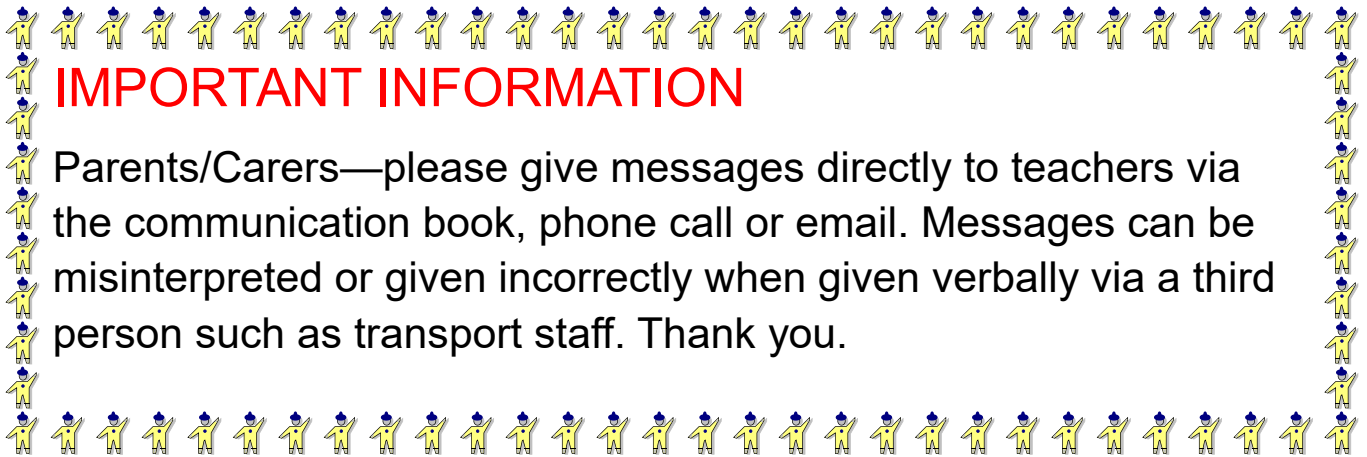 IMPORTANT INFORMATION
Parents/Carers—please give messages directly to teachers via
the communication book, phone call or email. Messages can be
misinterpreted or given incorrectly when given verbally via a third
person such as transport staff. Thank you.